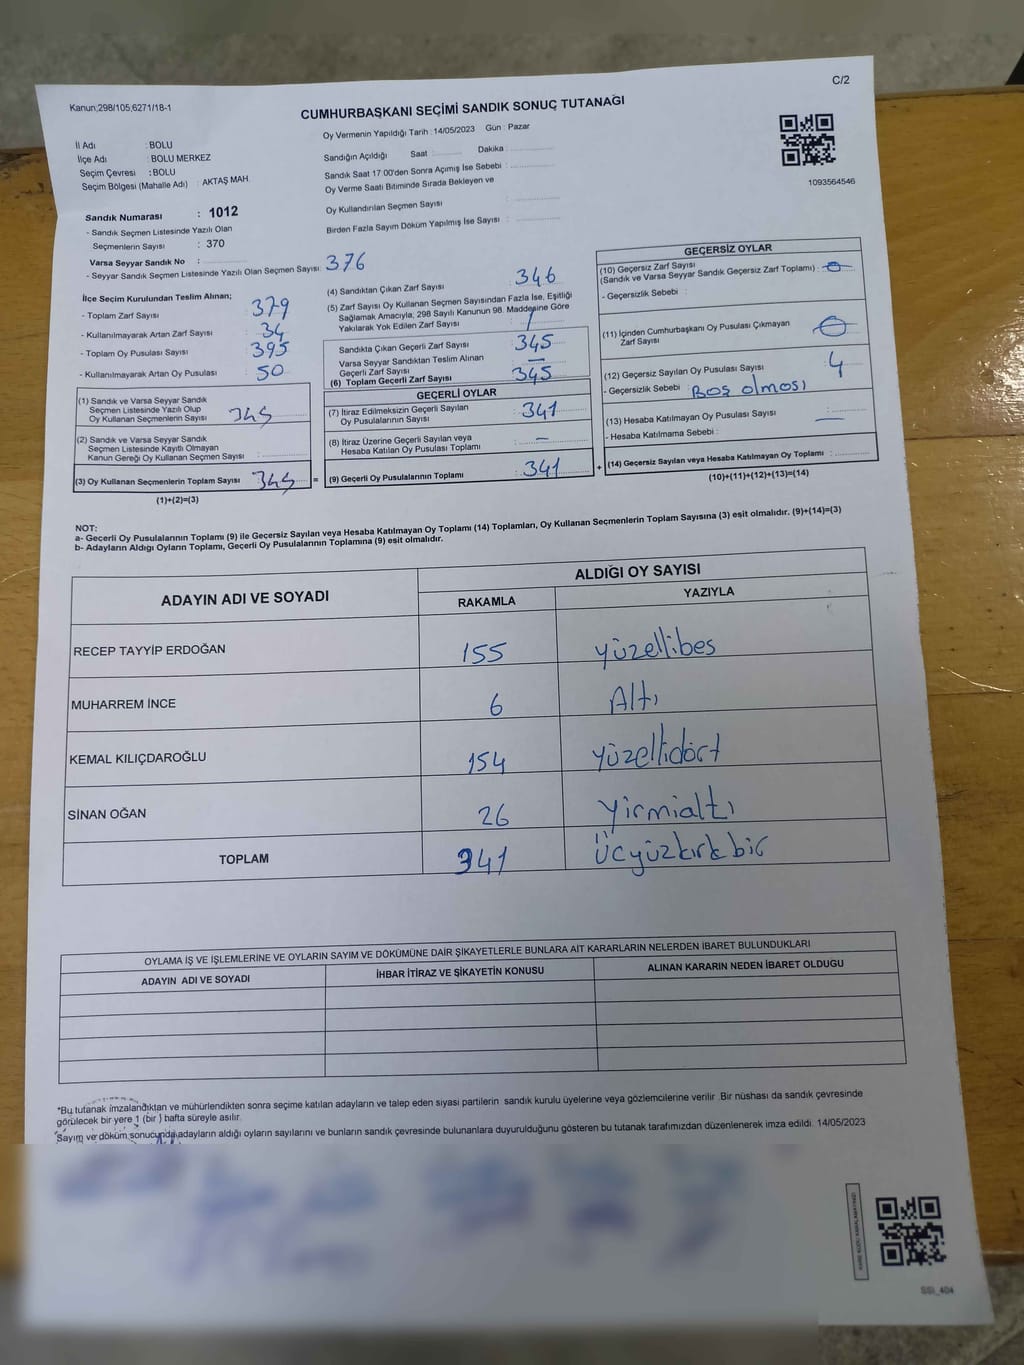 C/2
Kanun;298/105,6271/18-1
CUMHURBAŞKANI SEÇİMİ SANDIK SONUÇ TUTANAĞI
İl Adı : BOLU
İlçe Adı : BOLU MERKEZ
Seçim Çevresi : BOLU
Seçim Bölgesi (Mahalle Adı) : AKTAŞ MAH.
Sandık Numarası : 1012
- Sandık Seçmen Listesinde Yazılı Olan
Seçmenlerin Sayısı : 370
Varsa Seyyar Sandık No :
- Seyyar Sandık Seçmen Listesinde Yazılı Olan Seçmen Sayısı: 376
Oy Vermenin Yapıldığı Tarih : 14/05/2023 Gün : Pazar
Sandığın Açıldığı Saat : Dakika :
Sandık Saat 17.00'den Sonra Açımış İse Sebebi :
Oy Verme Saati Bitiminde Sırada Bekleyen ve
Oy Kullandırılan Seçmen Sayısı :
Birden Fazla Sayım Döküm Yapılmış İse Sayısı :
1093564546
İlçe Seçim Kurulundan Teslim Alınan;
- Toplam Zarf Sayısı : 379
- Kullanılmayarak Artan Zarf Sayısı : 34
- Toplam Oy Pusulası Sayısı : 395
- Kullanılmayarak Artan Oy Pusulası : 50
(1) Sandık ve Varsa Seyyar Sandık
Seçmen Listesinde Yazılı Olup
Oy Kullanan Seçmenlerin Sayısı : 345
(2) Sandık ve Varsa Seyyar Sandık
Seçmen Listesinde Kayıtlı Olmayan
Kanun Gereği Oy Kullanan Seçmen Sayısı :
(3) Oy Kullanan Seçmenlerin Toplam Sayısı : 345
(1)+(2)=(3)
(4) Sandıktan Çıkan Zarf Sayısı : 346
(5) Zarf Sayısı Oy Kullanan Seçmen Sayısından Fazla İse, Eşitliği
Sağlamak Amacıyla; 298 Sayılı Kanunun 98. Maddesine Göre
Yakılarak Yok Edilen Zarf Sayısı : 1
Sandıkta Çıkan Geçerli Zarf Sayısı : 345
Varsa Seyyar Sandıktan Teslim Alınan
Geçerli Zarf Sayısı : —
(6) Toplam Geçerli Zarf Sayısı : 345
GEÇERLİ OYLAR
(7) İtiraz Edilmeksizin Geçerli Sayılan
Oy Pusulalarının Sayısı : 341
(8) İtiraz Üzerine Geçerli Sayılan veya
Hesaba Katılan Oy Pusulası Toplamı : —
= (9) Geçerli Oy Pusulalarının Toplamı : 341
GEÇERSİZ OYLAR
(10) Geçersiz Zarf Sayısı
(Sandık ve Varsa Seyyar Sandık Geçersiz Zarf Toplamı) : 0
- Geçersizlik Sebebi :
(11) İçinden Cumhurbaşkanı Oy Pusulası Çıkmayan
Zarf Sayısı : 0
(12) Geçersiz Sayılan Oy Pusulası Sayısı : 4
- Geçersizlik Sebebi : Boş olması
(13) Hesaba Katılmayan Oy Pusulası Sayısı : —
- Hesaba Katılmama Sebebi :
+ (14) Geçersiz Sayılan veya Hesaba Katılmayan Oy Toplamı :
(10)+(11)+(12)+(13)=(14)
NOT:
a- Gecerli Oy Pusulalarının Toplamı (9) ile Gecersiz Sayılan veya Hesaba Katılmayan Oy Toplamı (14) Toplamları, Oy Kullanan Seçmenlerin Toplam Sayısına (3) eşit olmalıdır. (9)+(14)=(3)
b- Adayların Aldığı Oyların Toplamı, Geçerli Oy Pusulalarının Toplamına (9) eşit olmalıdır.
ADAYIN ADI VE SOYADI ALDIĞI OY SAYISI
RAKAMLA YAZIYLA
RECEP TAYYİP ERDOĞAN 155 yüzellibes
MUHARREM İNCE 6 Altı
KEMAL KILIÇDAROĞLU 154 yüzellidört
SİNAN OĞAN 26 yirmialtı
TOPLAM 341 Üçyüzkırkbir
OYLAMA İŞ VE İŞLEMLERİNE VE OYLARIN SAYIM VE DÖKÜMÜNE DAİR ŞİKAYETLERLE BUNLARA AİT KARARLARIN NELERDEN İBARET BULUNDUKLARI
ADAYIN ADI VE SOYADI İHBAR İTİRAZ VE ŞİKAYETİN KONUSU ALINAN KARARIN NEDEN İBARET OLDUĞU
*Bu tutanak imzalandıktan ve mühürlendikten sonra seçime katılan adayların ve talep eden siyasi partilerin sandık kurulu üyelerine veya gözlemcilerine verilir. Bir nüshası da sandık çevresinde
görülecek bir yere 1 (bir) hafta süreyle asılır.
Sayım ve döküm sonucunda adayların aldığı oyların sayılarını ve bunların sandık çevresinde bulunanlara duyurulduğunu gösteren bu tutanak tarafımızdan düzenlenerek imza edildi. 14/05/2023
SSI_404